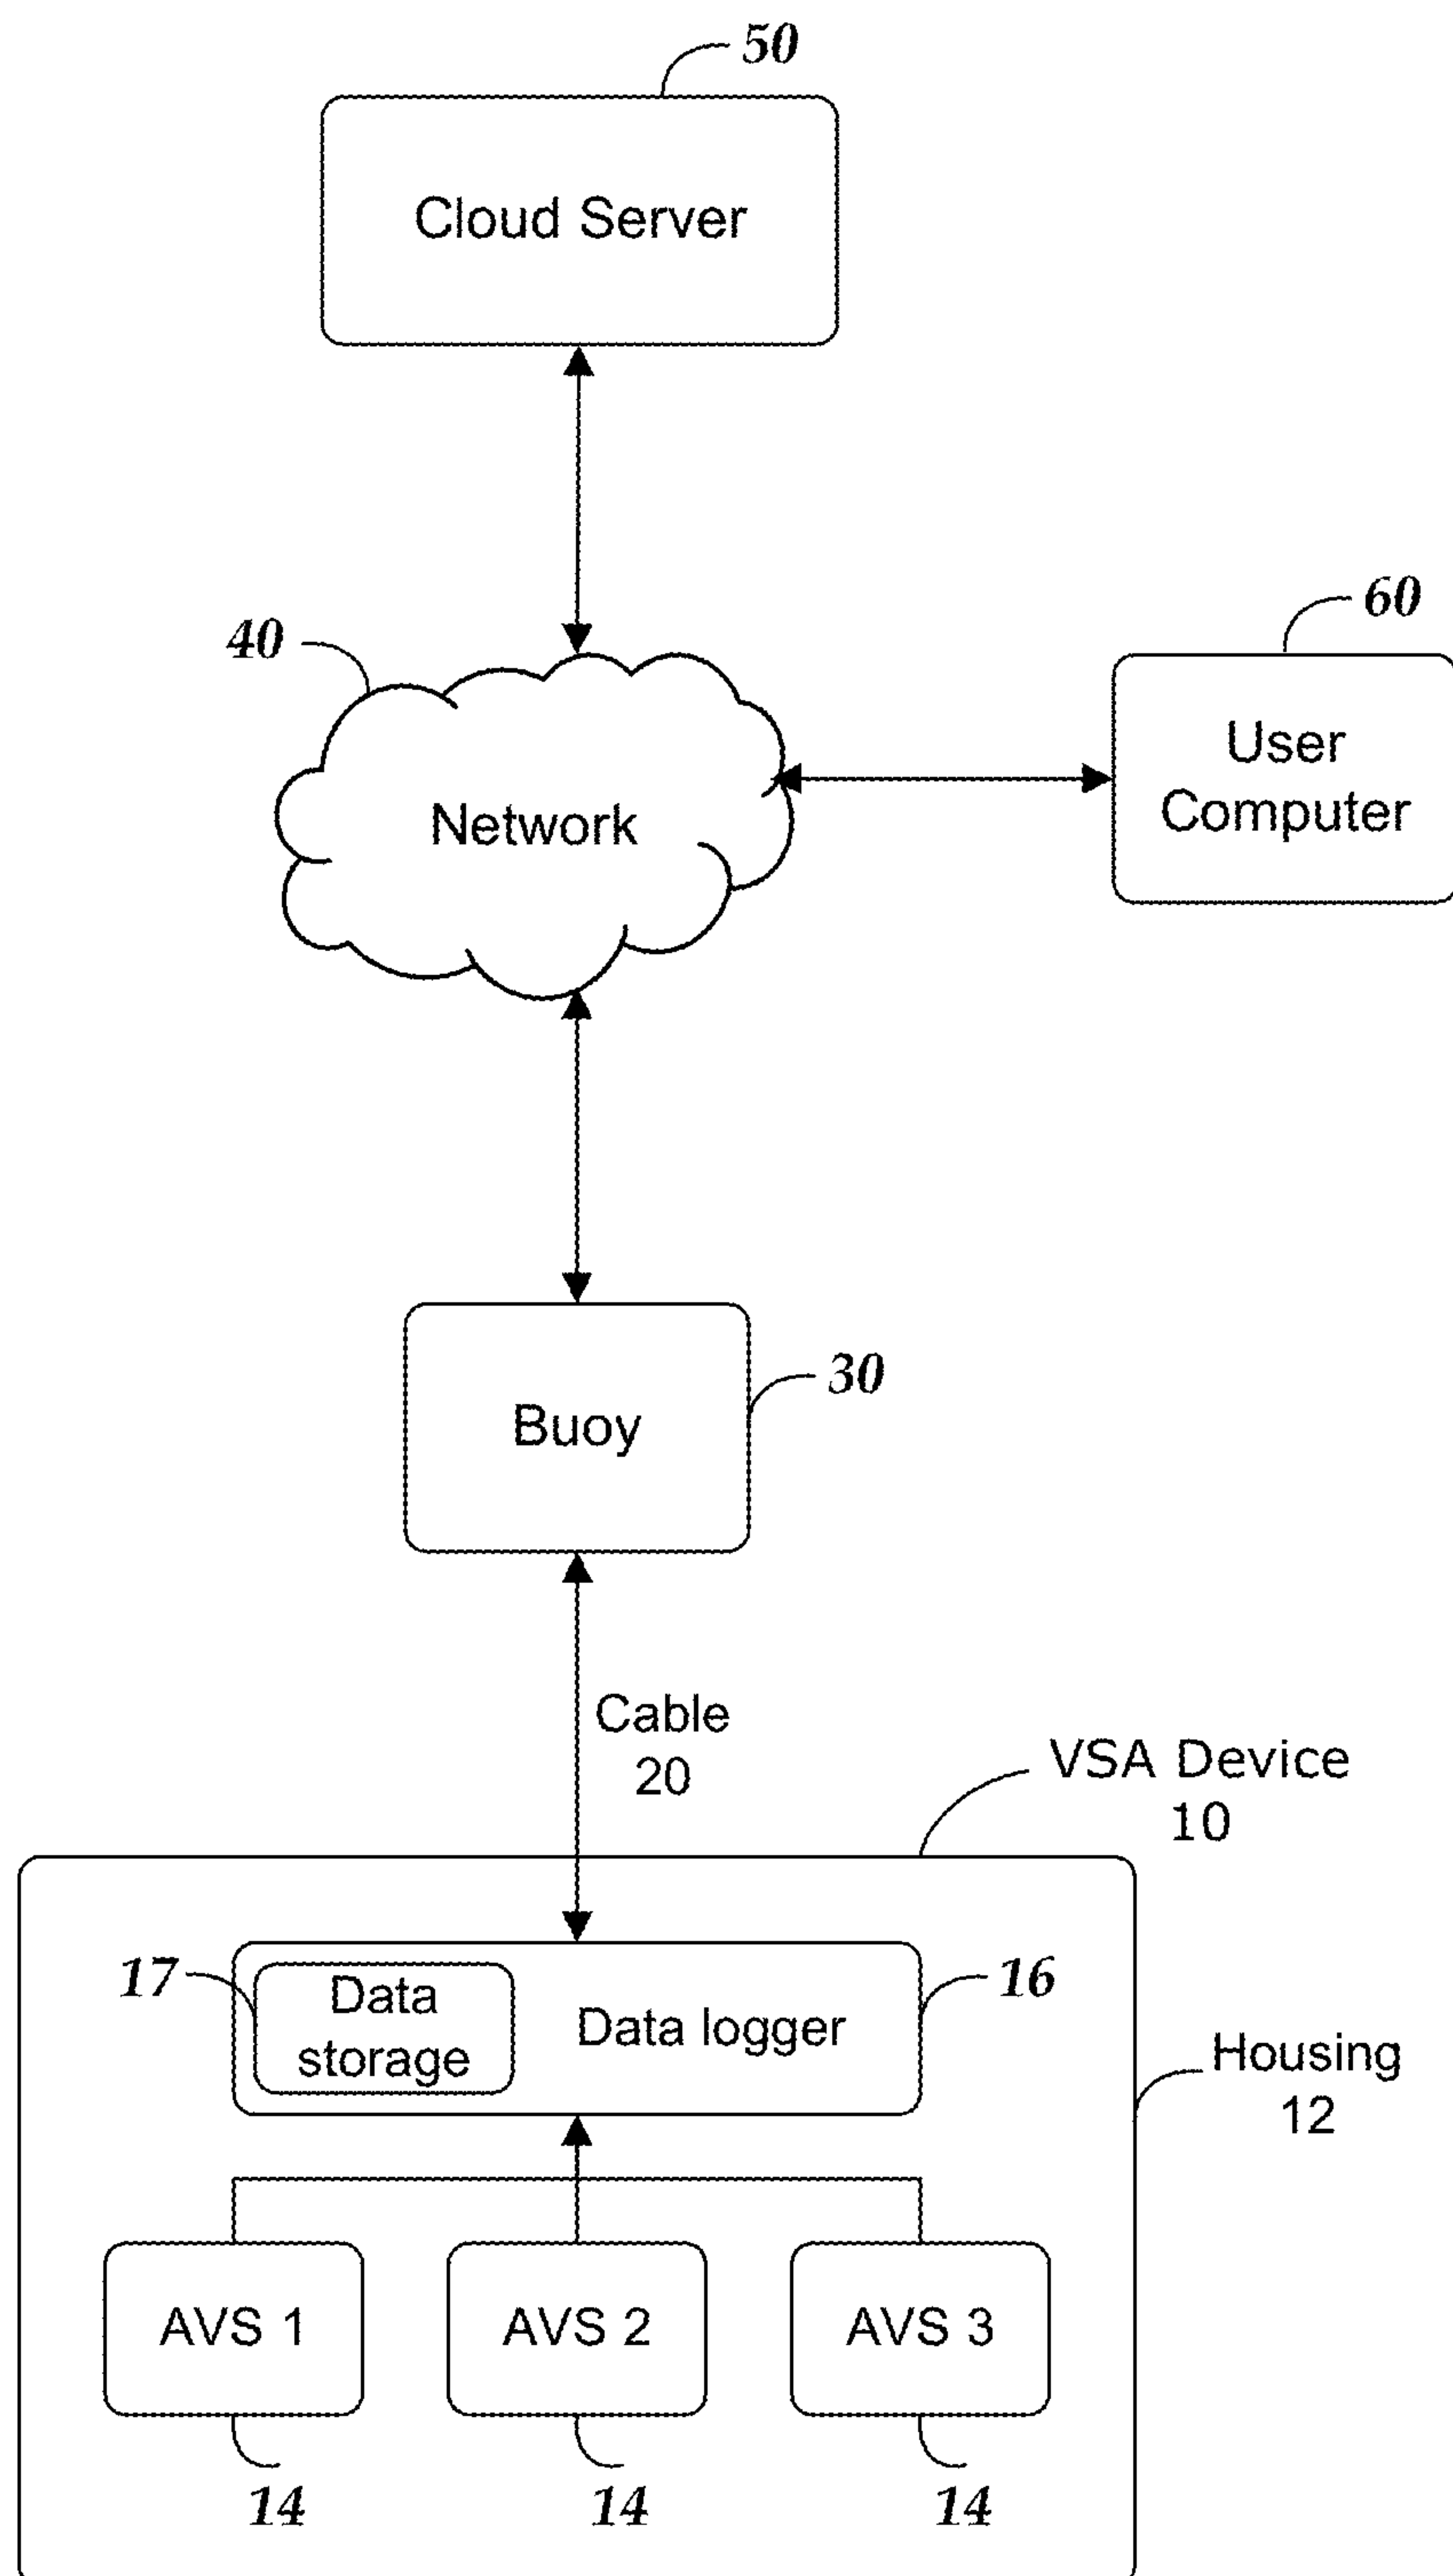 50
Cloud Server
60
40
User
Computer
Network
30
Buoy
Cable
20
VSA Device
10
17
Data
storage
Data logger
16
Housing
12
AVS 1
AVS 2
AVS 3
14
14
14